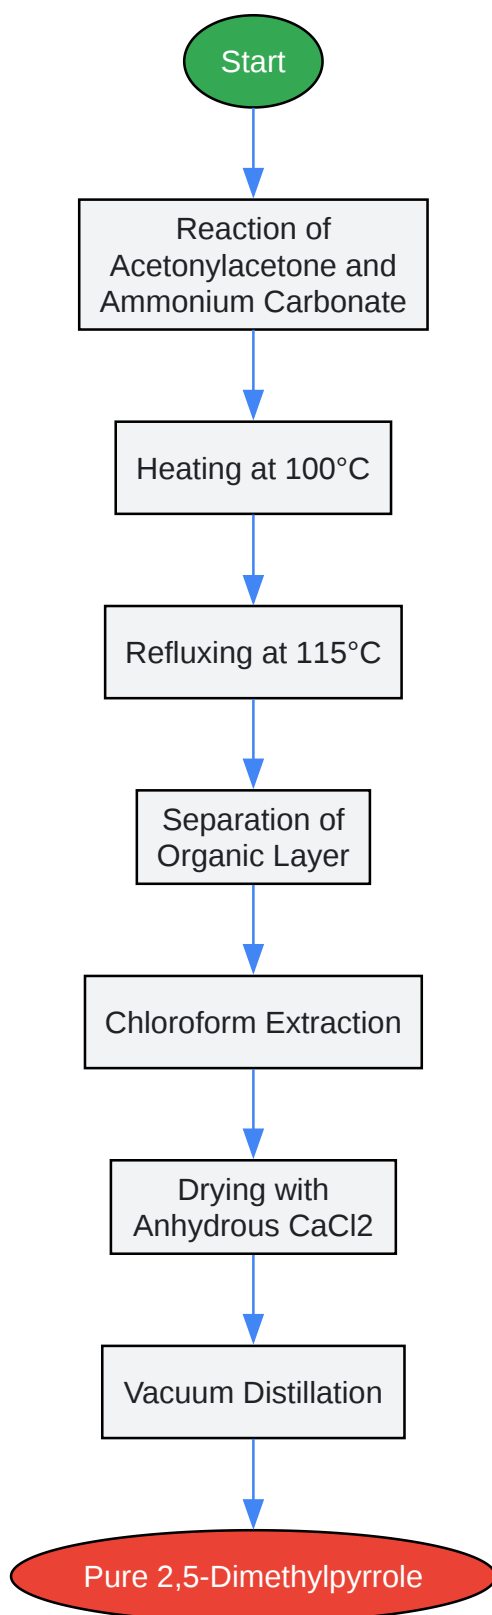 Start
Reaction of
Acetonylacetone and
Ammonium Carbonate
Heating at 100°C
Refluxing at 115°C
Separation of
Organic Layer
Chloroform Extraction
Drying with
Anhydrous CaCl2
Vacuum Distillation
Pure 2,5-Dimethylpyrrole